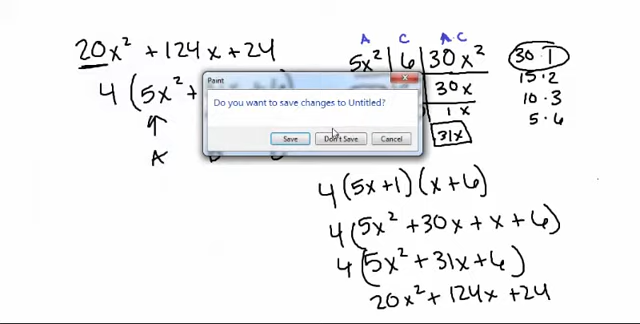 20x² + 124x + 24
4 (5x² +
A
A C A·C
5x² 6 30x²
30x
1x
31x
30·1
15·2
10·3
5·6
Paint
Do you want to save changes to Untitled?
Save Don't Save Cancel
4(5x+1)(x+6)
4(5x² + 30x + x + 6)
4(5x² + 31x + 6)
20x² + 124x + 24